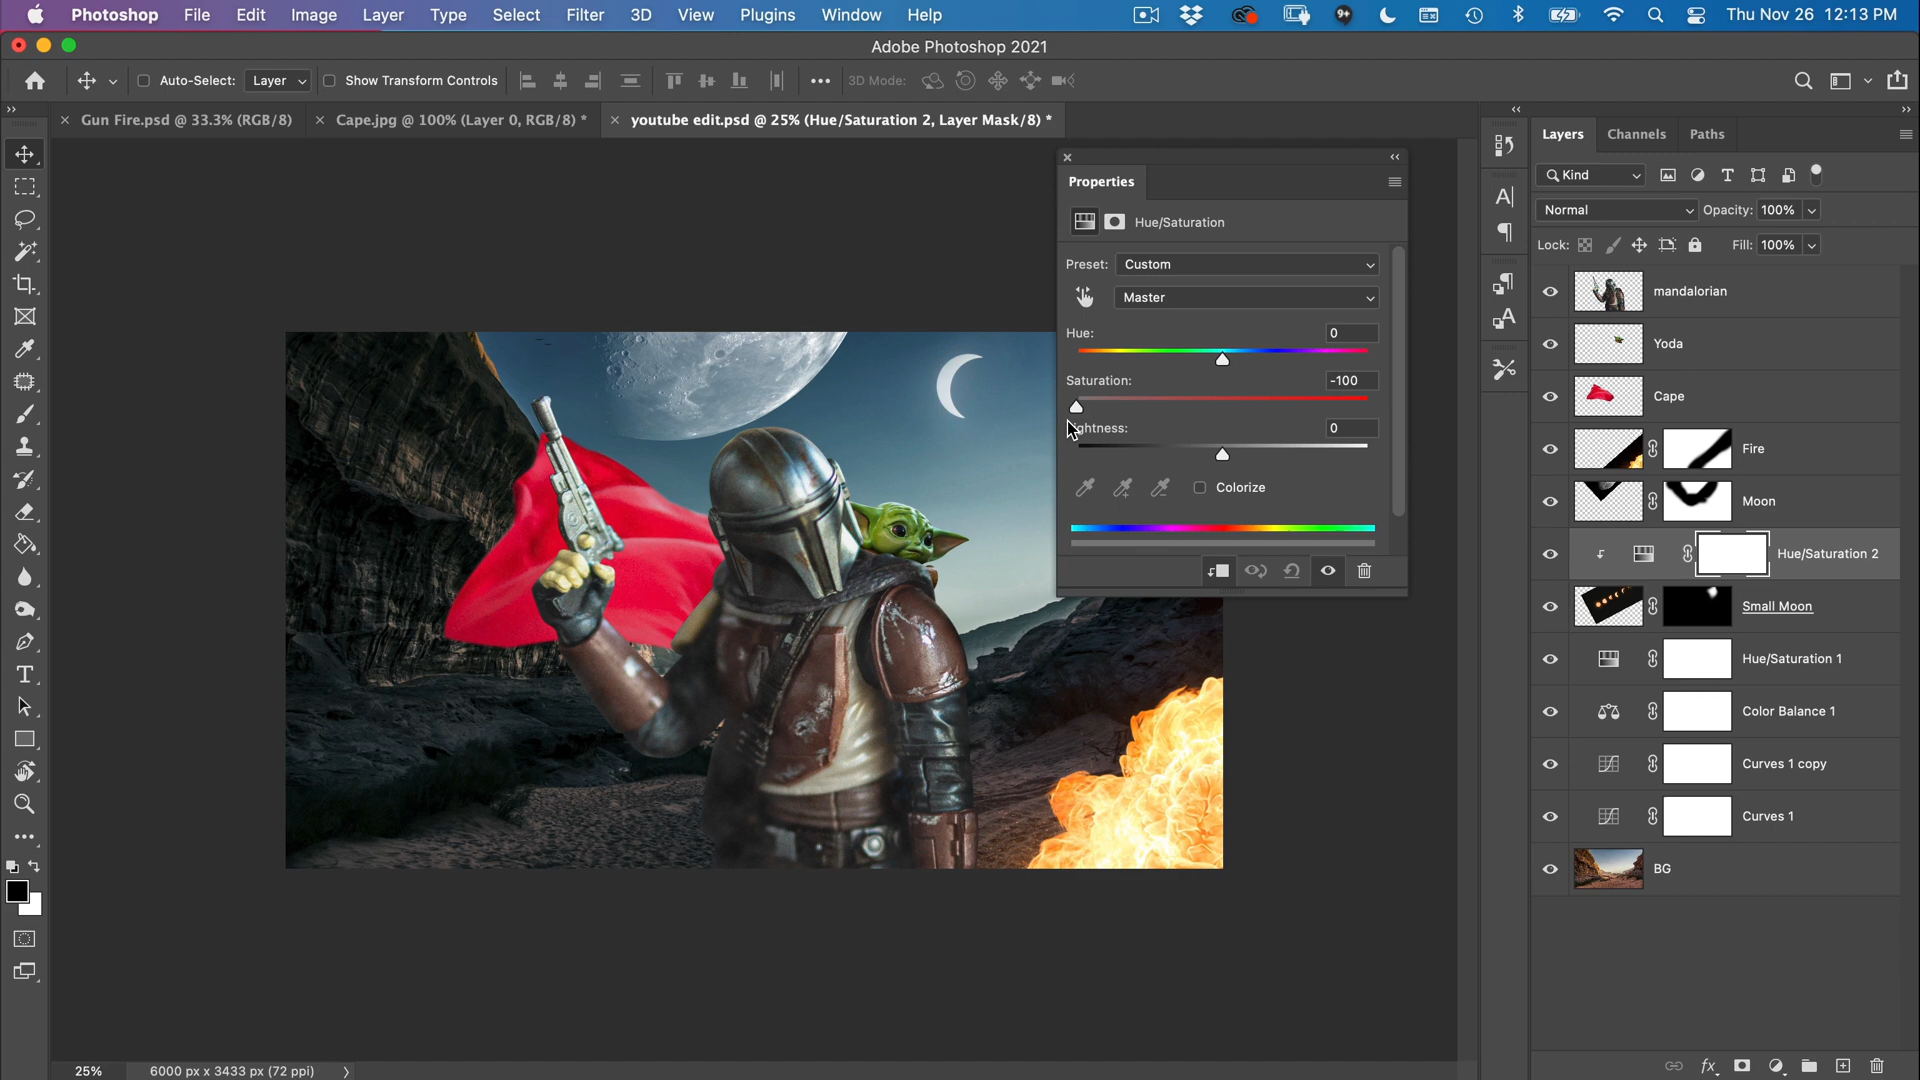 Photoshop File Edit Image Layer Type Select Filter 3D View Plugins Window Help 9+ Thu Nov 26 12:13 PM
Adobe Photoshop 2021
Auto-Select: Layer Show Transform Controls 3D Mode:
Gun Fire.psd @ 33.3% (RGB/8) Cape.jpg @ 100% (Layer 0, RGB/8) * youtube edit.psd @ 25% (Hue/Saturation 2, Layer Mask/8) *
Properties
Hue/Saturation
Preset: Custom
Master
Hue: 0
Saturation: -100
ghtness: 0
Colorize
Layers Channels Paths
Kind
Normal Opacity: 100%
Lock: Fill: 100%
mandalorian
Yoda
Cape
Fire
Moon
Hue/Saturation 2
Small Moon
Hue/Saturation 1
Color Balance 1
Curves 1 copy
Curves 1
BG
25% 6000 px x 3433 px (72 ppi)
fx